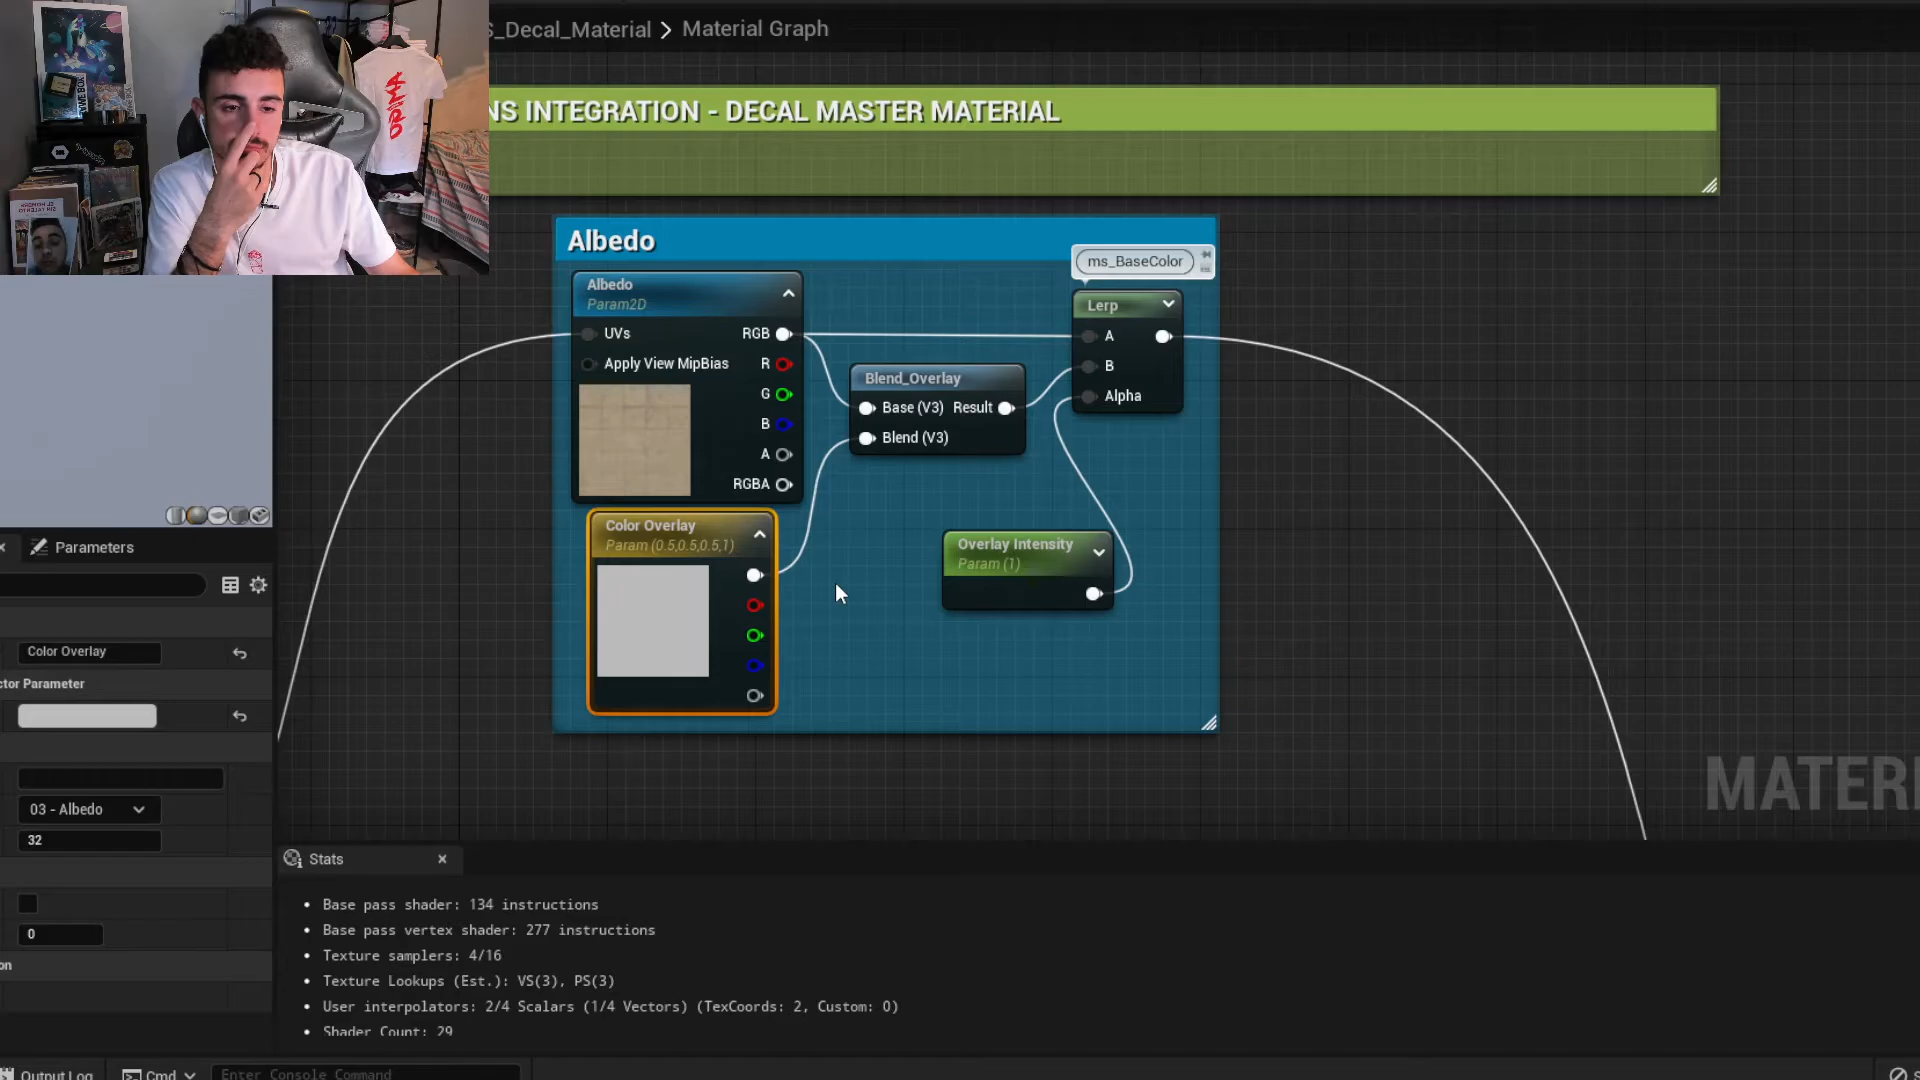 S_Decal_Material > Material Graph
NS INTEGRATION - DECAL MASTER MATERIAL
Albedo
ms_BaseColor
Albedo
Param2D
UVs
RGB
Apply View MipBias
R
G
B
A
RGBA
Lerp
A
B
Alpha
Blend_Overlay
Base (V3) Result
Blend (V3)
Color Overlay
Param (0.5,0.5,0.5,1)
Overlay Intensity
Param (1)
Parameters
Color Overlay
ctor Parameter
03 - Albedo
32
0
on
MATERI
Stats
Base pass shader: 134 instructions
Base pass vertex shader: 277 instructions
Texture samplers: 4/16
Texture Lookups (Est.): VS(3), PS(3)
User interpolators: 2/4 Scalars (1/4 Vectors) (TexCoords: 2, Custom: 0)
Shader Count: 29
Output Log
Cmd
Enter Console Command